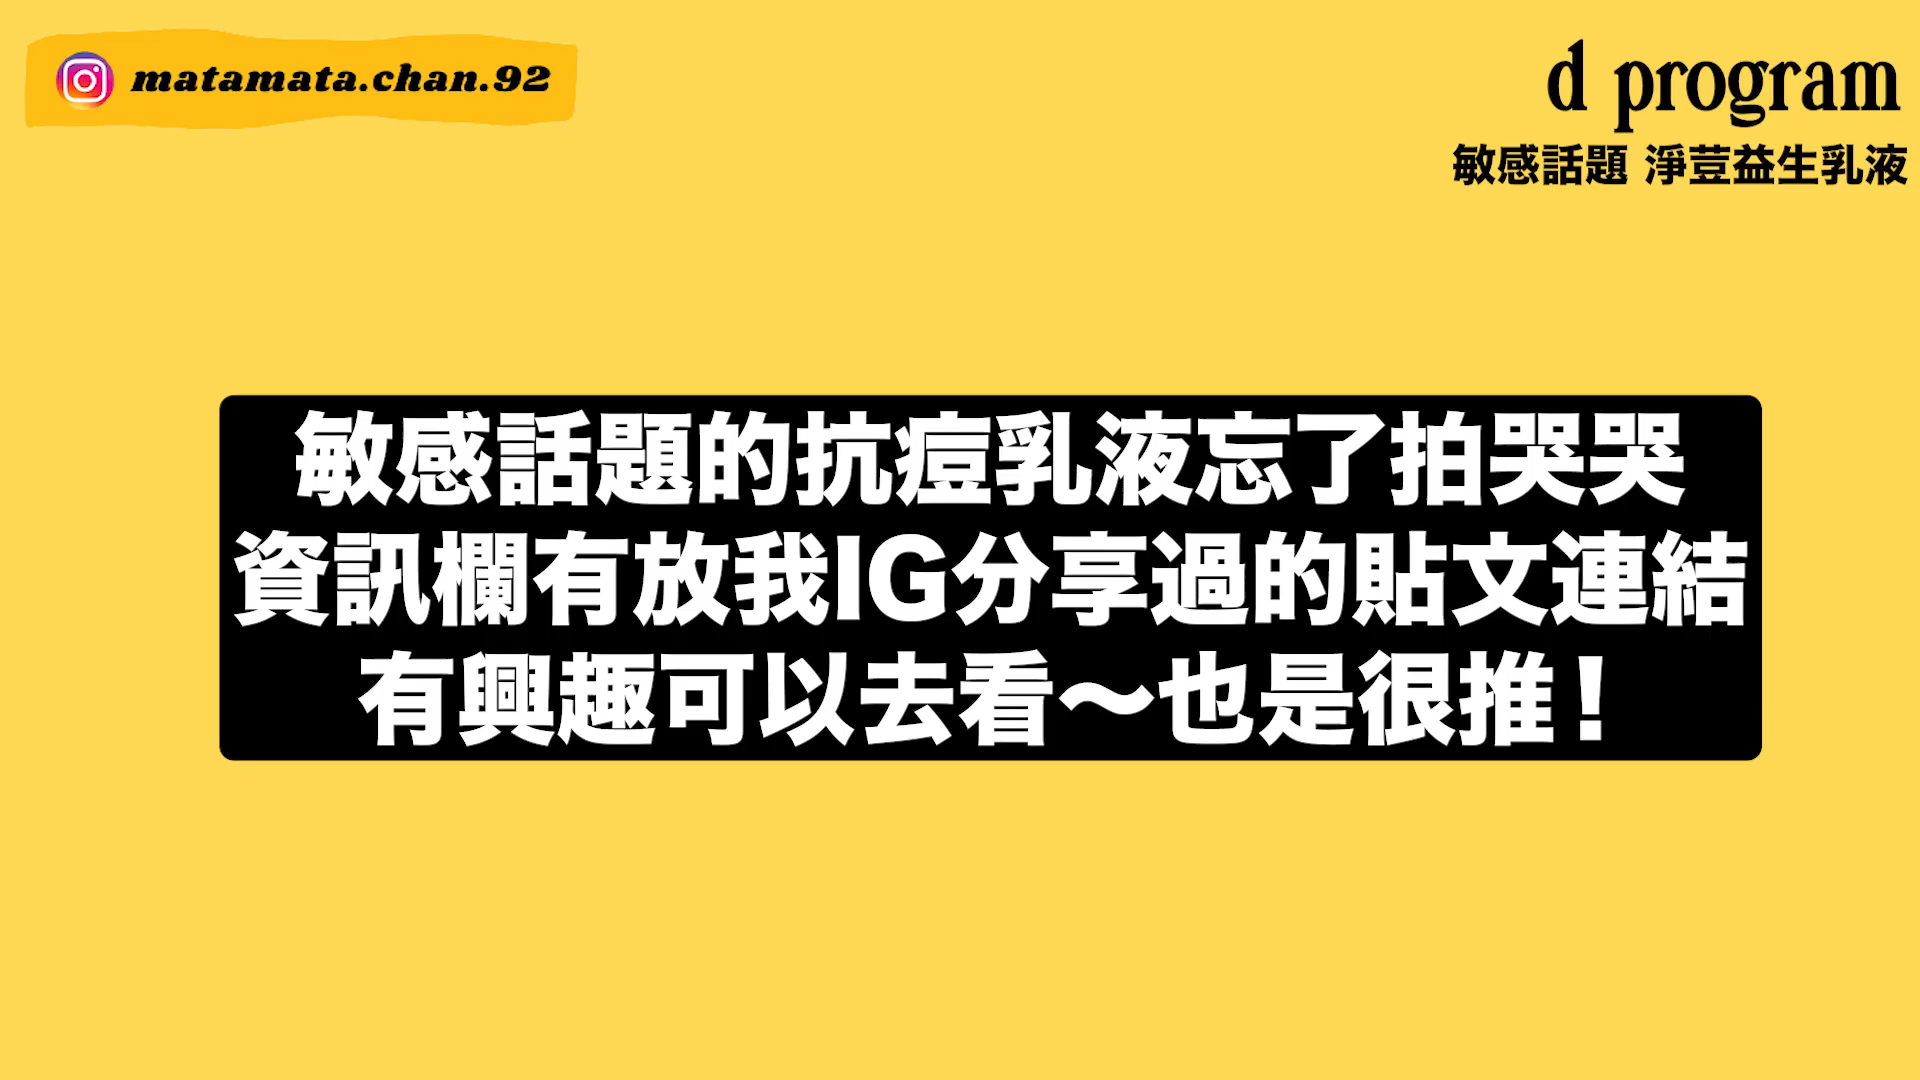 matamata.chan.92
d program
敏感話題 淨荳益生乳液
敏感話題的抗痘乳液忘了拍哭哭
資訊欄有放我IG分享過的貼文連結
有興趣可以去看～也是很推！